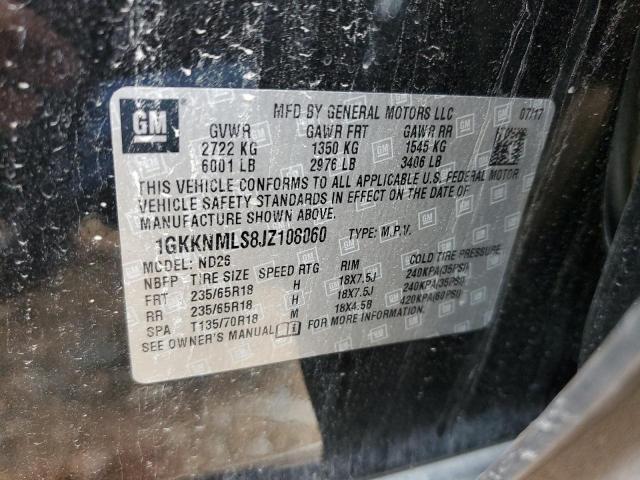 GM
MFD BY GENERAL MOTORS LLC 07/17
GVWR GAWR FRT GAWR RR
2722 KG 1350 KG 1545 KG
6001 LB 2976 LB 3406 LB
THIS VEHICLE CONFORMS TO ALL APPLICABLE U.S. FEDERAL MOTOR
VEHICLE SAFETY STANDARDS IN EFFECT ON THE DATE OF
MANUFACTURE SHOWN ABOVE.
1GKKNMLS8JZ106060 TYPE: M.P.V.
MODEL: ND26
NBFP TIRE SIZE SPEED RTG RIM COLD TIRE PRESSURE
FRT 235/65R18 H 18X7.5J 240KPA(35PSI)
RR 235/65R18 H 18X7.5J 240KPA(35PSI)
SPA T135/70R18 M 18X4.5B 420KPA(60PSI)
SEE OWNER'S MANUAL FOR MORE INFORMATION.